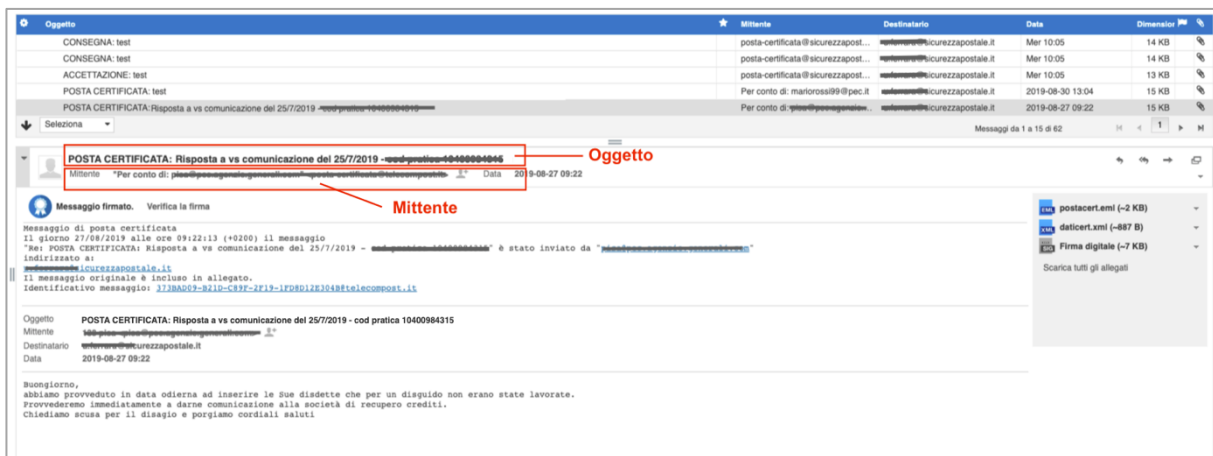 Oggetto Mittente Destinatario Data Dimensior
CONSEGNA: test posta-certificata@sicurezzapost... sicurezzapostale.it Mer 10:05 14 KB
CONSEGNA: test posta-certificata@sicurezzapost... sicurezzapostale.it Mer 10:05 14 KB
ACCETTAZIONE: test posta-certificata@sicurezzapost... sicurezzapostale.it Mer 10:05 13 KB
POSTA CERTIFICATA: test Per conto di: mariorossi99@pec.it sicurezzapostale.it 2019-08-30 13:04 15 KB
POSTA CERTIFICATA: Risposta a vs comunicazione del 25/7/2019 - Per conto di: sicurezzapostale.it 2019-08-27 09:22 15 KB
Seleziona Messaggi da 1 a 15 di 62 1
POSTA CERTIFICATA: Risposta a vs comunicazione del 25/7/2019 - Oggetto
Mittente "Per conto di: Data 2019-08-27 09:22
Mittente
Messaggio firmato. Verifica la firma
Messaggio di posta certificata
Il giorno 27/08/2019 alle ore 09:22:13 (+0200) il messaggio
"Re: POSTA CERTIFICATA: Risposta a vs comunicazione del 25/7/2019 - " è stato inviato da "
indirizzato a:
sicurezzapostale.it
Il messaggio originale è incluso in allegato.
Identificativo messaggio: 373BAD09-B21D-C89F-2F19-1FD8D12E304B@telecompost.it
postacert.eml (~2 KB)
daticert.xml (~887 B)
Firma digitale (~7 KB)
Scarica tutti gli allegati
Oggetto POSTA CERTIFICATA: Risposta a vs comunicazione del 25/7/2019 - cod pratica 10400984315
Mittente
Destinatario sicurezzapostale.it
Data 2019-08-27 09:22
Buongiorno,
abbiamo provveduto in data odierna ad inserire le Sue disdette che per un disguido non erano state lavorate.
Provvederemo immediatamente a darne comunicazione alla società di recupero crediti.
Chiediamo scusa per il disagio e porgiamo cordiali saluti